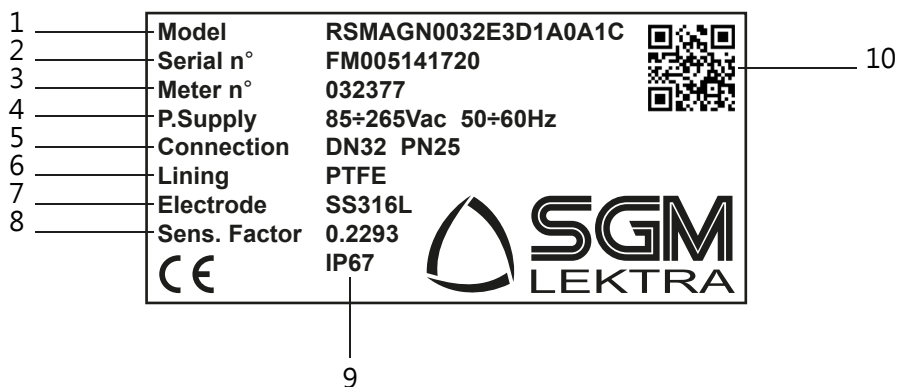 1 Model RSMAGN0032E3D1A0A1C
2 Serial n° FM005141720
3 Meter n° 032377
4 P.Supply 85÷265Vac 50÷60Hz
5 Connection DN32 PN25
6 Lining PTFE
7 Electrode SS316L
8 Sens. Factor 0.2293
CE IP67
SGM
LEKTRA
10
9